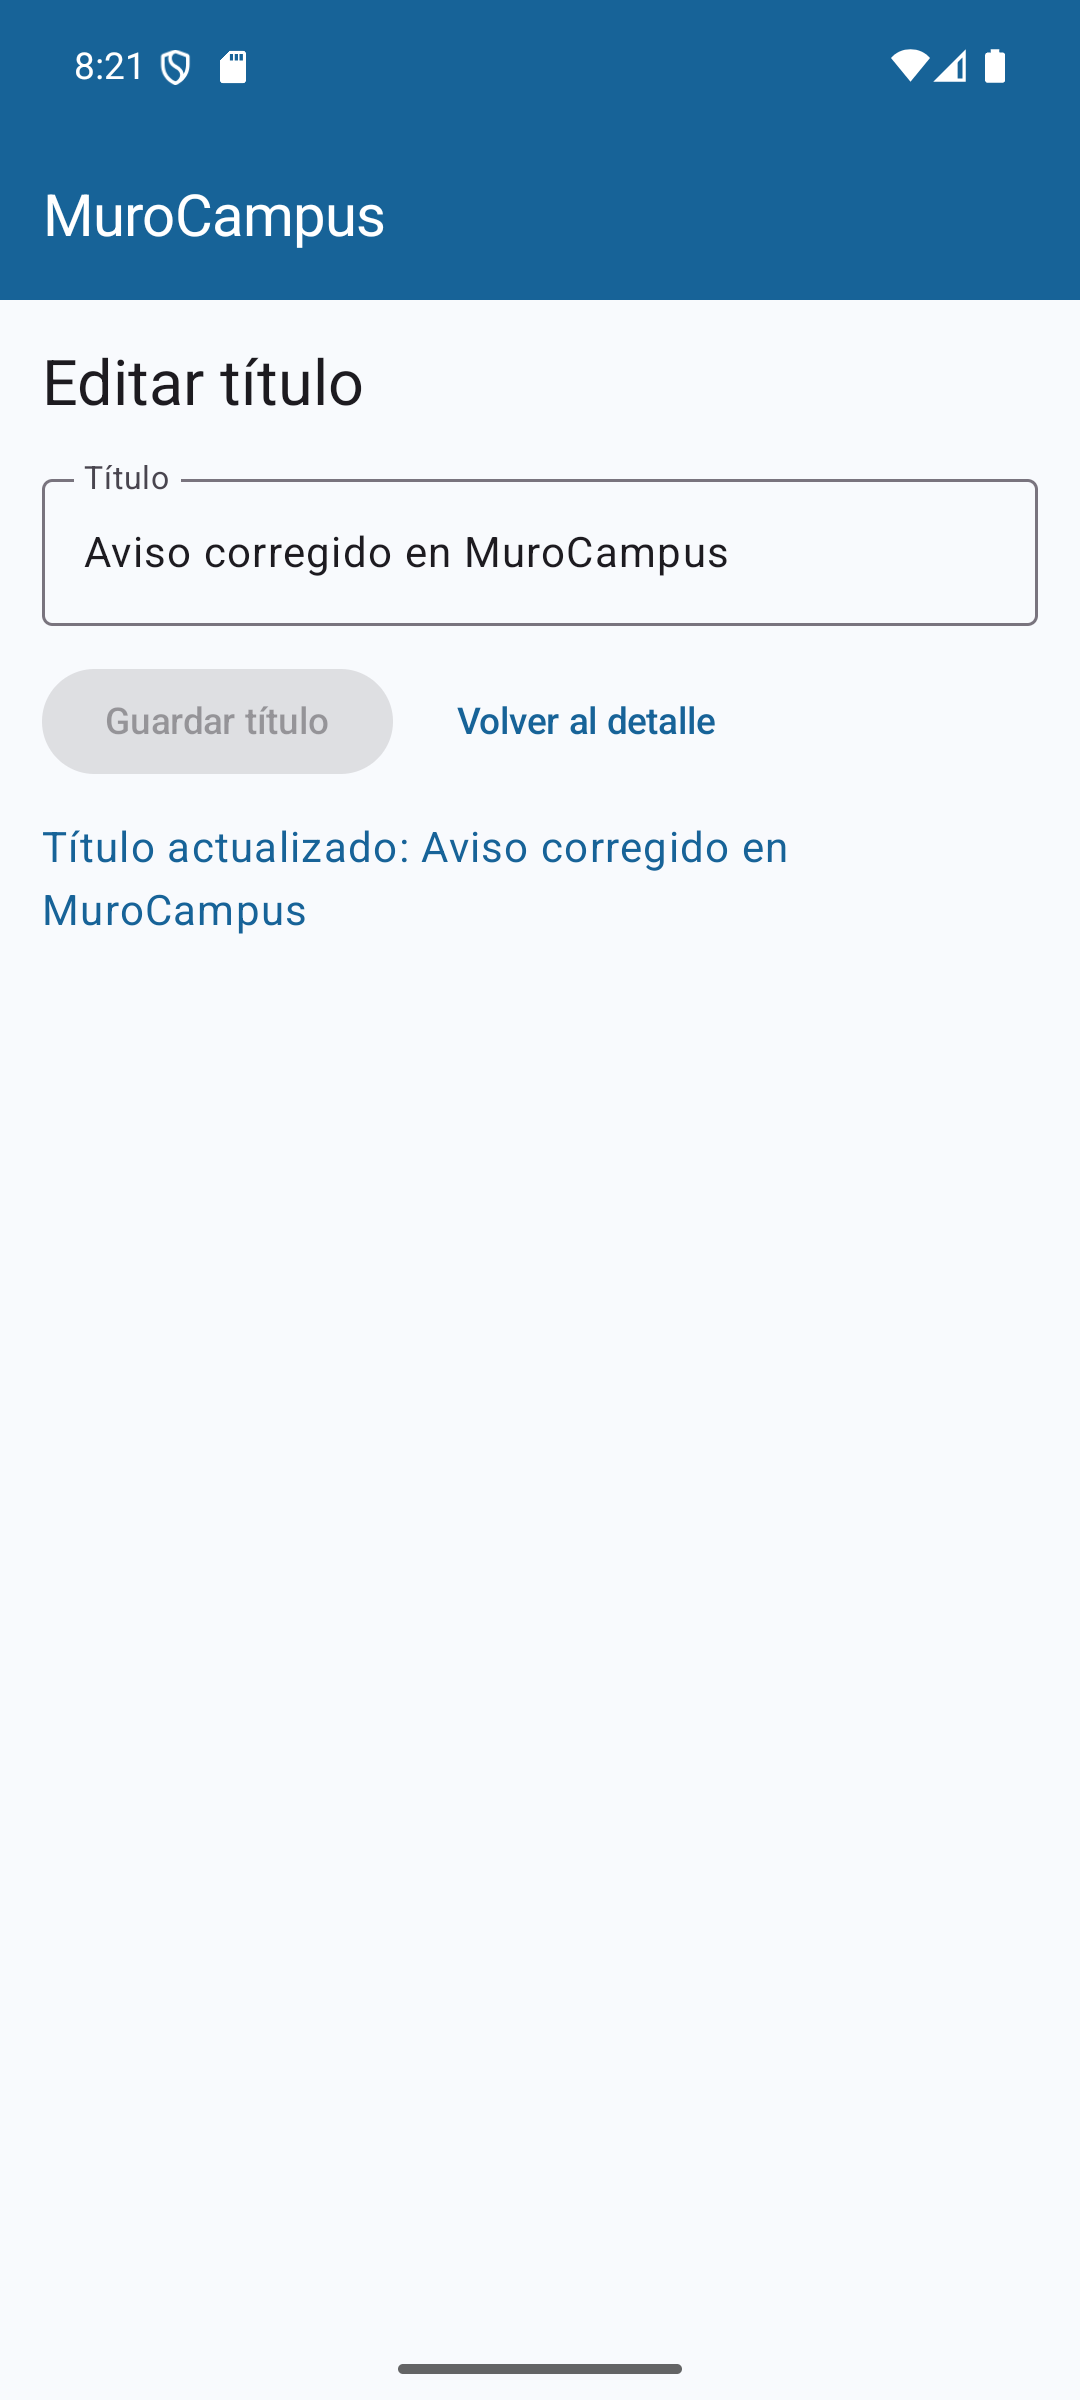 8:21
MuroCampus
Editar título
Título
Aviso corregido en MuroCampus
Guardar título
Volver al detalle
Título actualizado: Aviso corregido en
MuroCampus